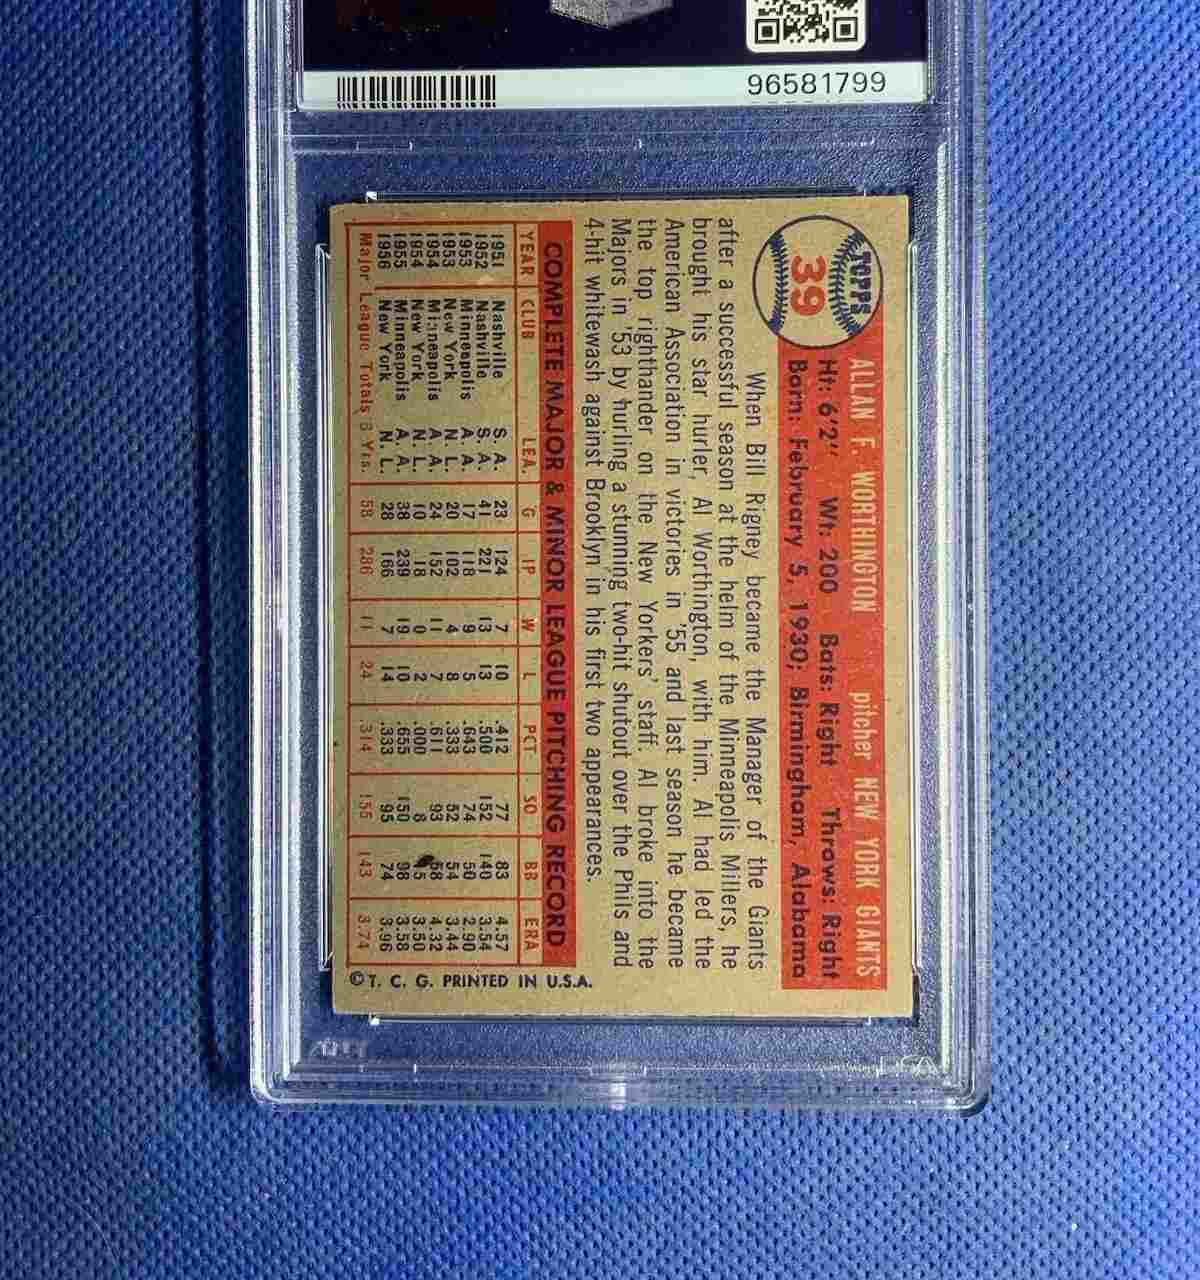 96581799
TOPPS
39
ALLAN F. WORTHINGTON pitcher NEW YORK GIANTS
Ht: 6'2" Wt: 200 Bats: Right Throws: Right
Born: February 5, 1930; Birmingham, Alabama
When Bill Rigney became the Manager of the Giants
after a successful season at the helm of the Minneapolis Millers, he
brought his star hurler, Al Worthington, with him. Al had led the
American Association in victories in '55 and last season he became
the top righthander on the New Yorkers' staff. Al broke into the
Majors in '53 by hurling a stunning two-hit shutout over the Phils and
4-hit whitewash against Brooklyn in his first two appearances.
COMPLETE MAJOR & MINOR LEAGUE PITCHING RECORD
YEAR CLUB LEA. G IP W L PCT SO BB ERA
1951 Nashville S. A. 23 124 7 10 .412 77 83 4.57
1952 Nashville S. A. 41 221 13 13 .500 152 140 3.54
1953 Minneapolis A. A. 17 118 9 5 .643 74 50 2.90
1953 New York N. L. 20 102 4 8 .333 52 54 3.44
1954 Minneapolis A. A. 24 152 11 7 .611 93 68 4.32
1954 New York N. L. 10 18 0 2 .000 8 15 3.50
1955 Minneapolis A. A. 38 239 19 10 .655 150 98 3.58
1956 New York N. L. 28 166 7 14 .333 95 74 3.96
Major League Totals 3 Yrs. 58 286 11 24 .314 155 143 3.74
© T. C. G. PRINTED IN U.S.A.
PSA